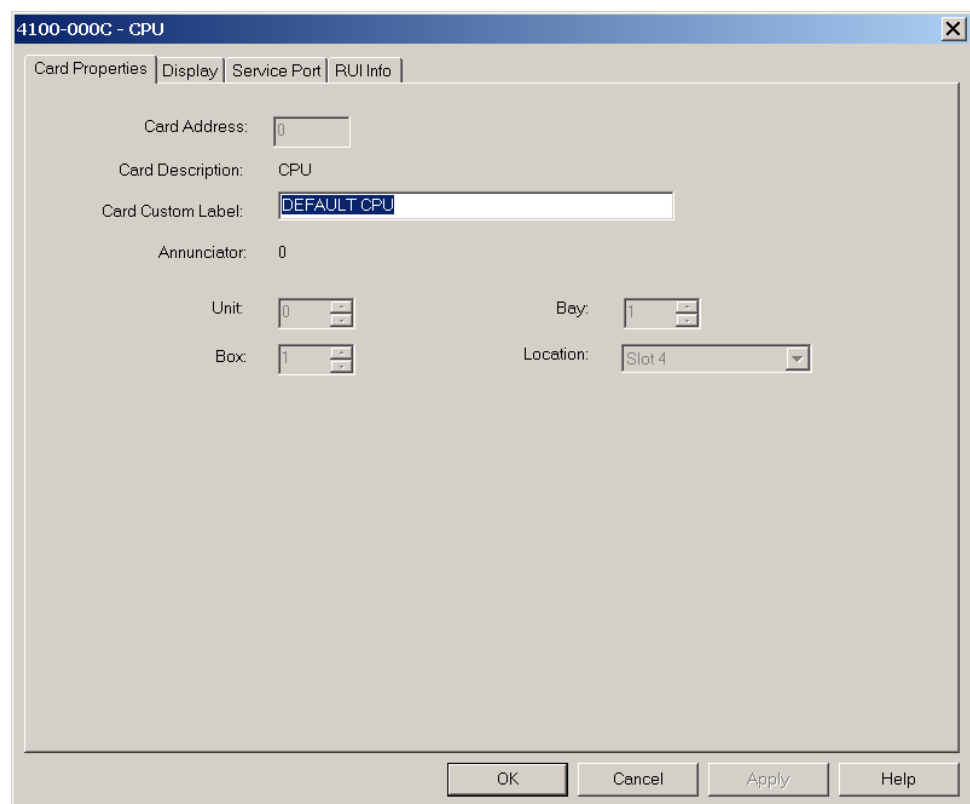 4100-000C - CPU
Card Properties Display Service Port RUI Info
Card Address: 0
Card Description: CPU
Card Custom Label: DEFAULT CPU
Annunciator: 0
Unit: 0 Bay: 1
Box: 1 Location: Slot 4
OK Cancel Apply Help